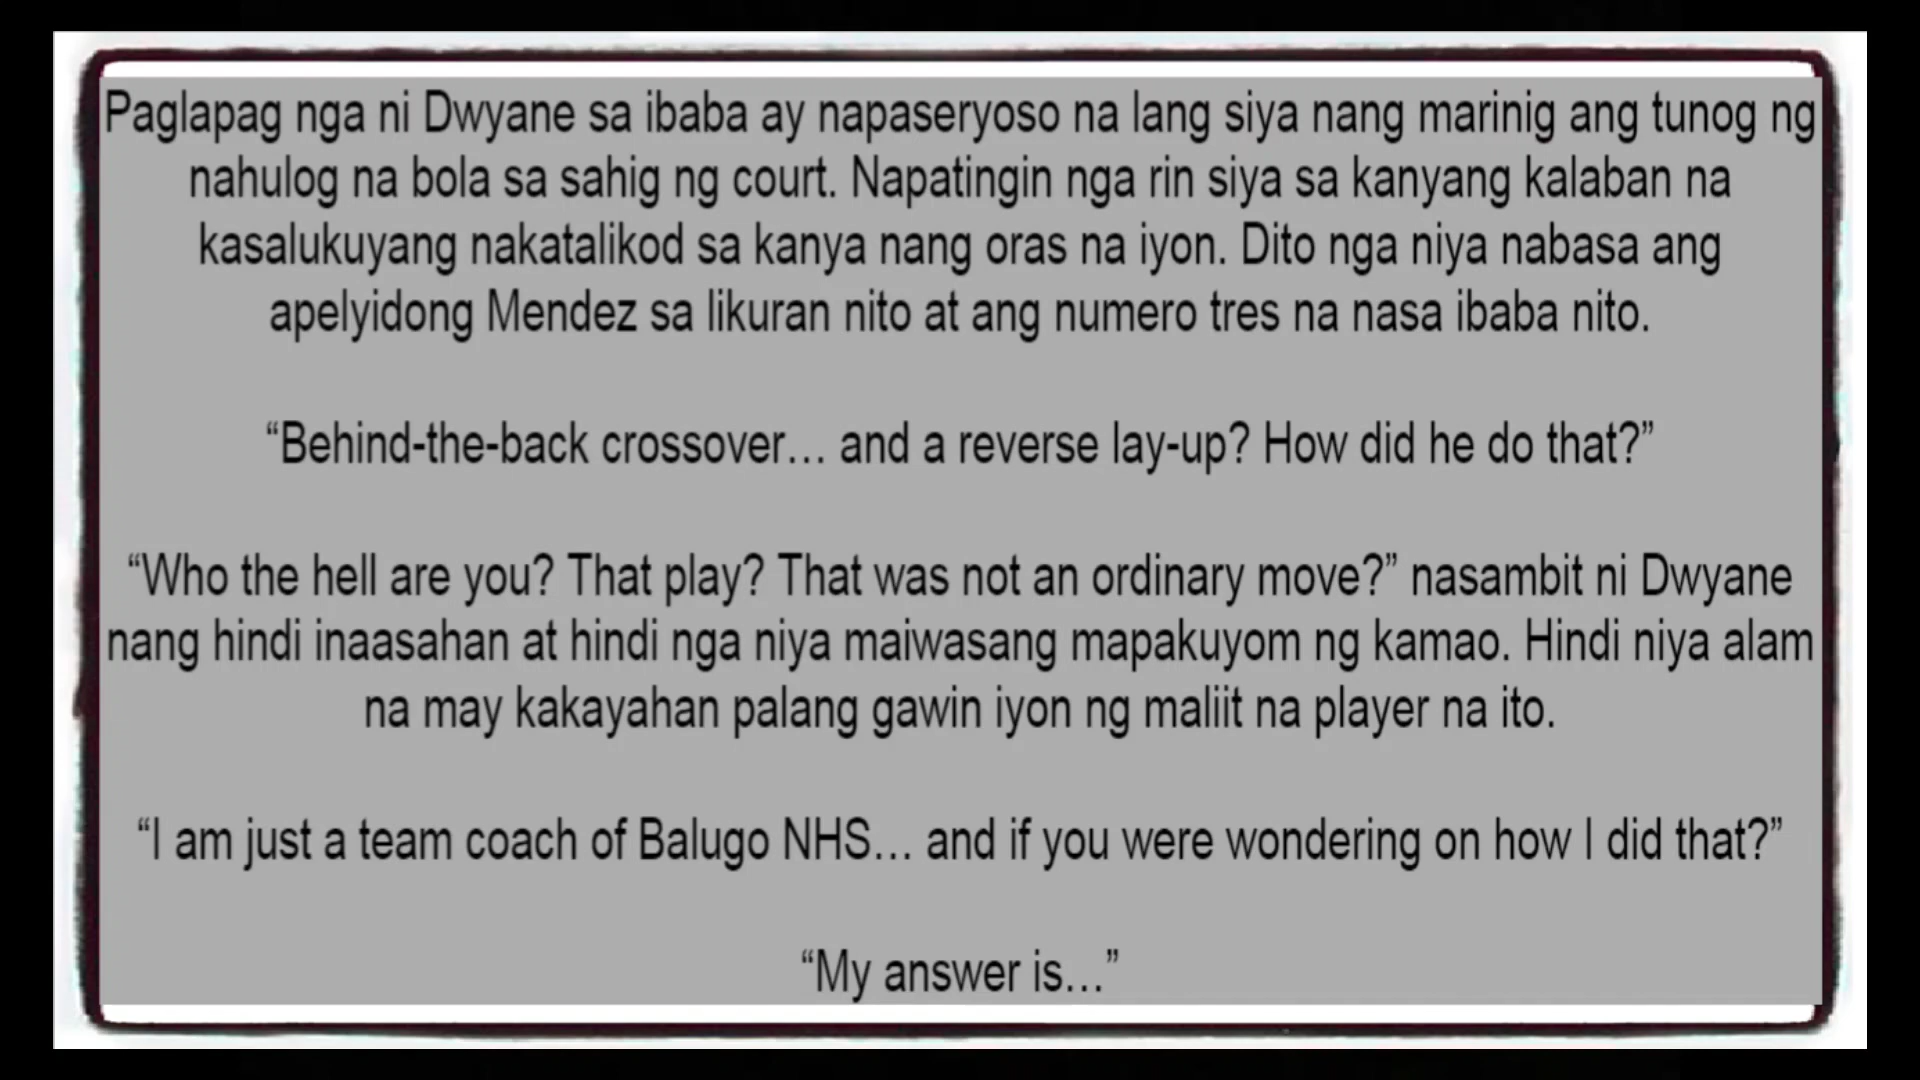 Paglapag nga ni Dwyane sa ibaba ay napaseryoso na lang siya nang marinig ang tunog ng
nahulog na bola sa sahig ng court. Napatingin nga rin siya sa kanyang kalaban na
kasalukuyang nakatalikod sa kanya nang oras na iyon. Dito nga niya nabasa ang
apelyidong Mendez sa likuran nito at ang numero tres na nasa ibaba nito.
“Behind-the-back crossover… and a reverse lay-up? How did he do that?”
“Who the hell are you? That play? That was not an ordinary move?” nasambit ni Dwyane
nang hindi inaasahan at hindi nga niya maiwasang mapakuyom ng kamao. Hindi niya alam
na may kakayahan palang gawin iyon ng maliit na player na ito.
“I am just a team coach of Balugo NHS… and if you were wondering on how I did that?”
“My answer is…”